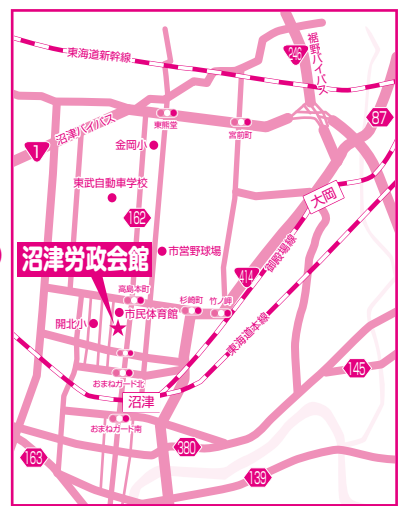 東海道新幹線
246
裾野バイパス
87
東熊堂
宮前町
沼津バイパス
金岡小
1
東武自動車学校
大岡
162
沼津労政会館
市営野球場
御殿場線
414
高島本町
杉崎町
竹ノ岬
市民体育館
開北小
東海道本線
145
おまねガード北
沼津
おまねガード南
380
163
139